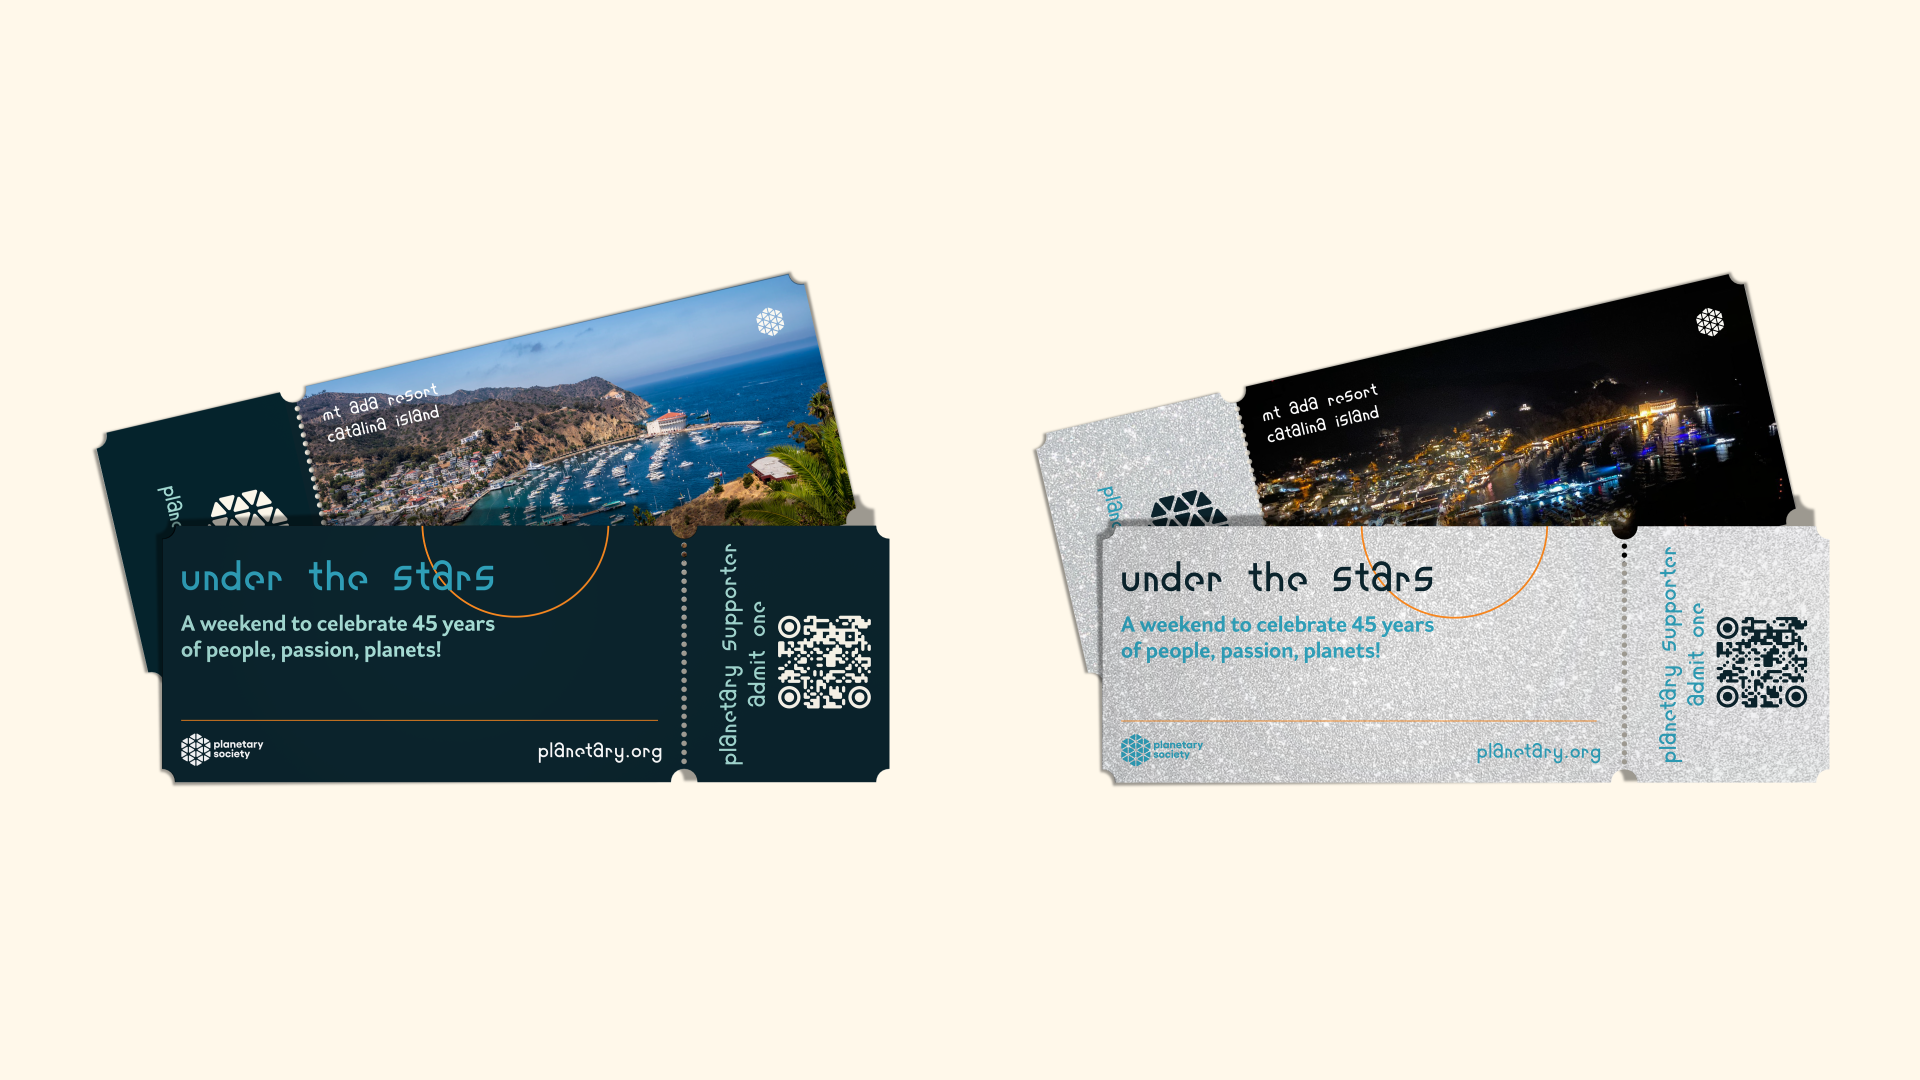 mt ada resort
catalina island
plan
under the stars
A weekend to celebrate 45 years
of people, passion, planets!
planetary society
planetary.org
planetary supporter
admit one
mt ada resort
catalina island
plan
under the stars
A weekend to celebrate 45 years
of people, passion, planets!
planetary
society
planetary.org
planetary supporter
admit one